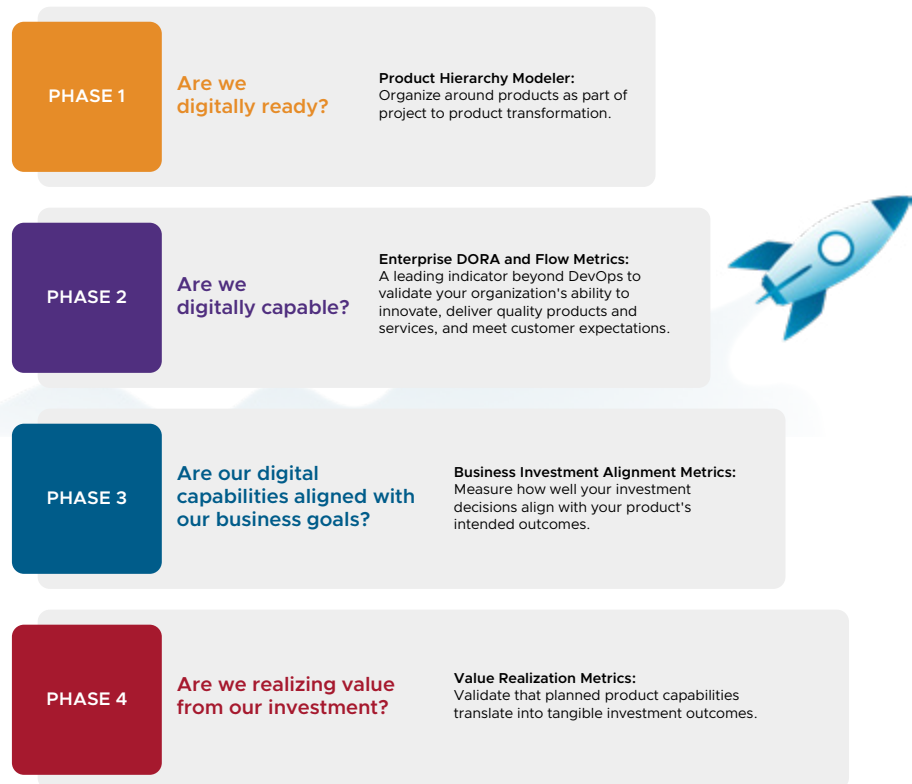 PHASE 1
Are we
digitally ready?
Product Hierarchy Modeler:
Organize around products as part of
project to product transformation.
PHASE 2
Are we
digitally capable?
Enterprise DORA and Flow Metrics:
A leading indicator beyond DevOps to
validate your organization's ability to
innovate, deliver quality products and
services, and meet customer expectations.
PHASE 3
Are our digital
capabilities aligned with
our business goals?
Business Investment Alignment Metrics:
Measure how well your investment
decisions align with your product's
intended outcomes.
PHASE 4
Are we realizing value
from our investment?
Value Realization Metrics:
Validate that planned product capabilities
translate into tangible investment outcomes.